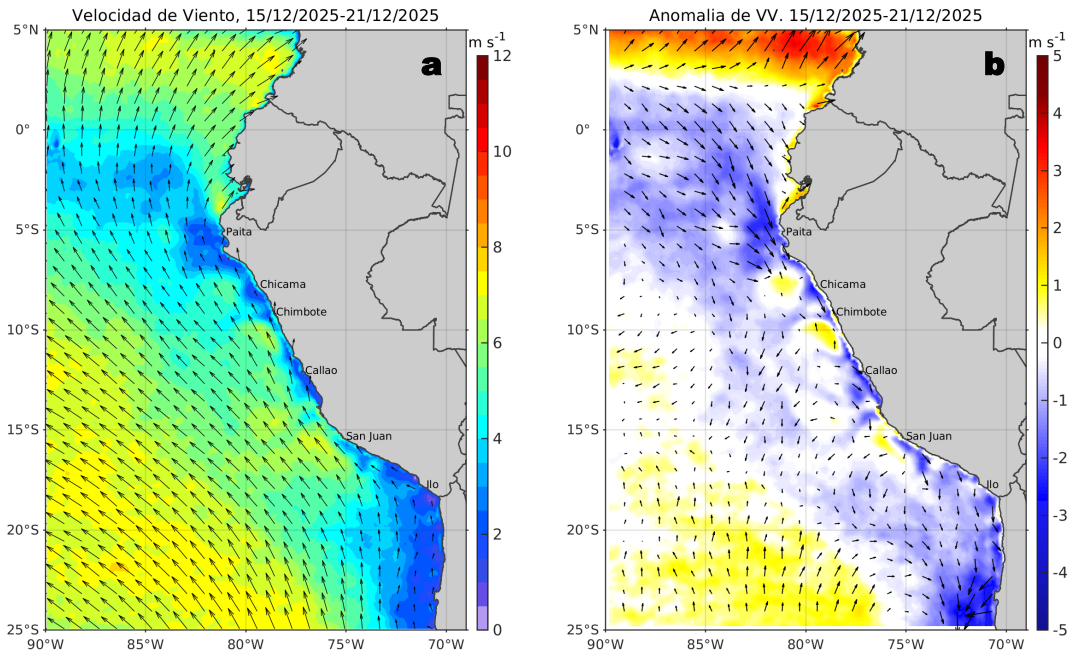 Velocidad de Viento, 15/12/2025-21/12/2025
5°N
0°
5°S
10°S
15°S
20°S
25°S
90°W
85°W
80°W
75°W
70°W
a
Paita
Chicama
Chimbote
Callao
San Juan
Ilo
m s-1
12
10
8
6
4
2
0
Anomalia de VV. 15/12/2025-21/12/2025
5°N
0°
5°S
10°S
15°S
20°S
25°S
90°W
85°W
80°W
75°W
70°W
b
Paita
Chicama
Chimbote
Callao
San Juan
Ilo
m s-1
5
4
3
2
1
0
-1
-2
-3
-4
-5